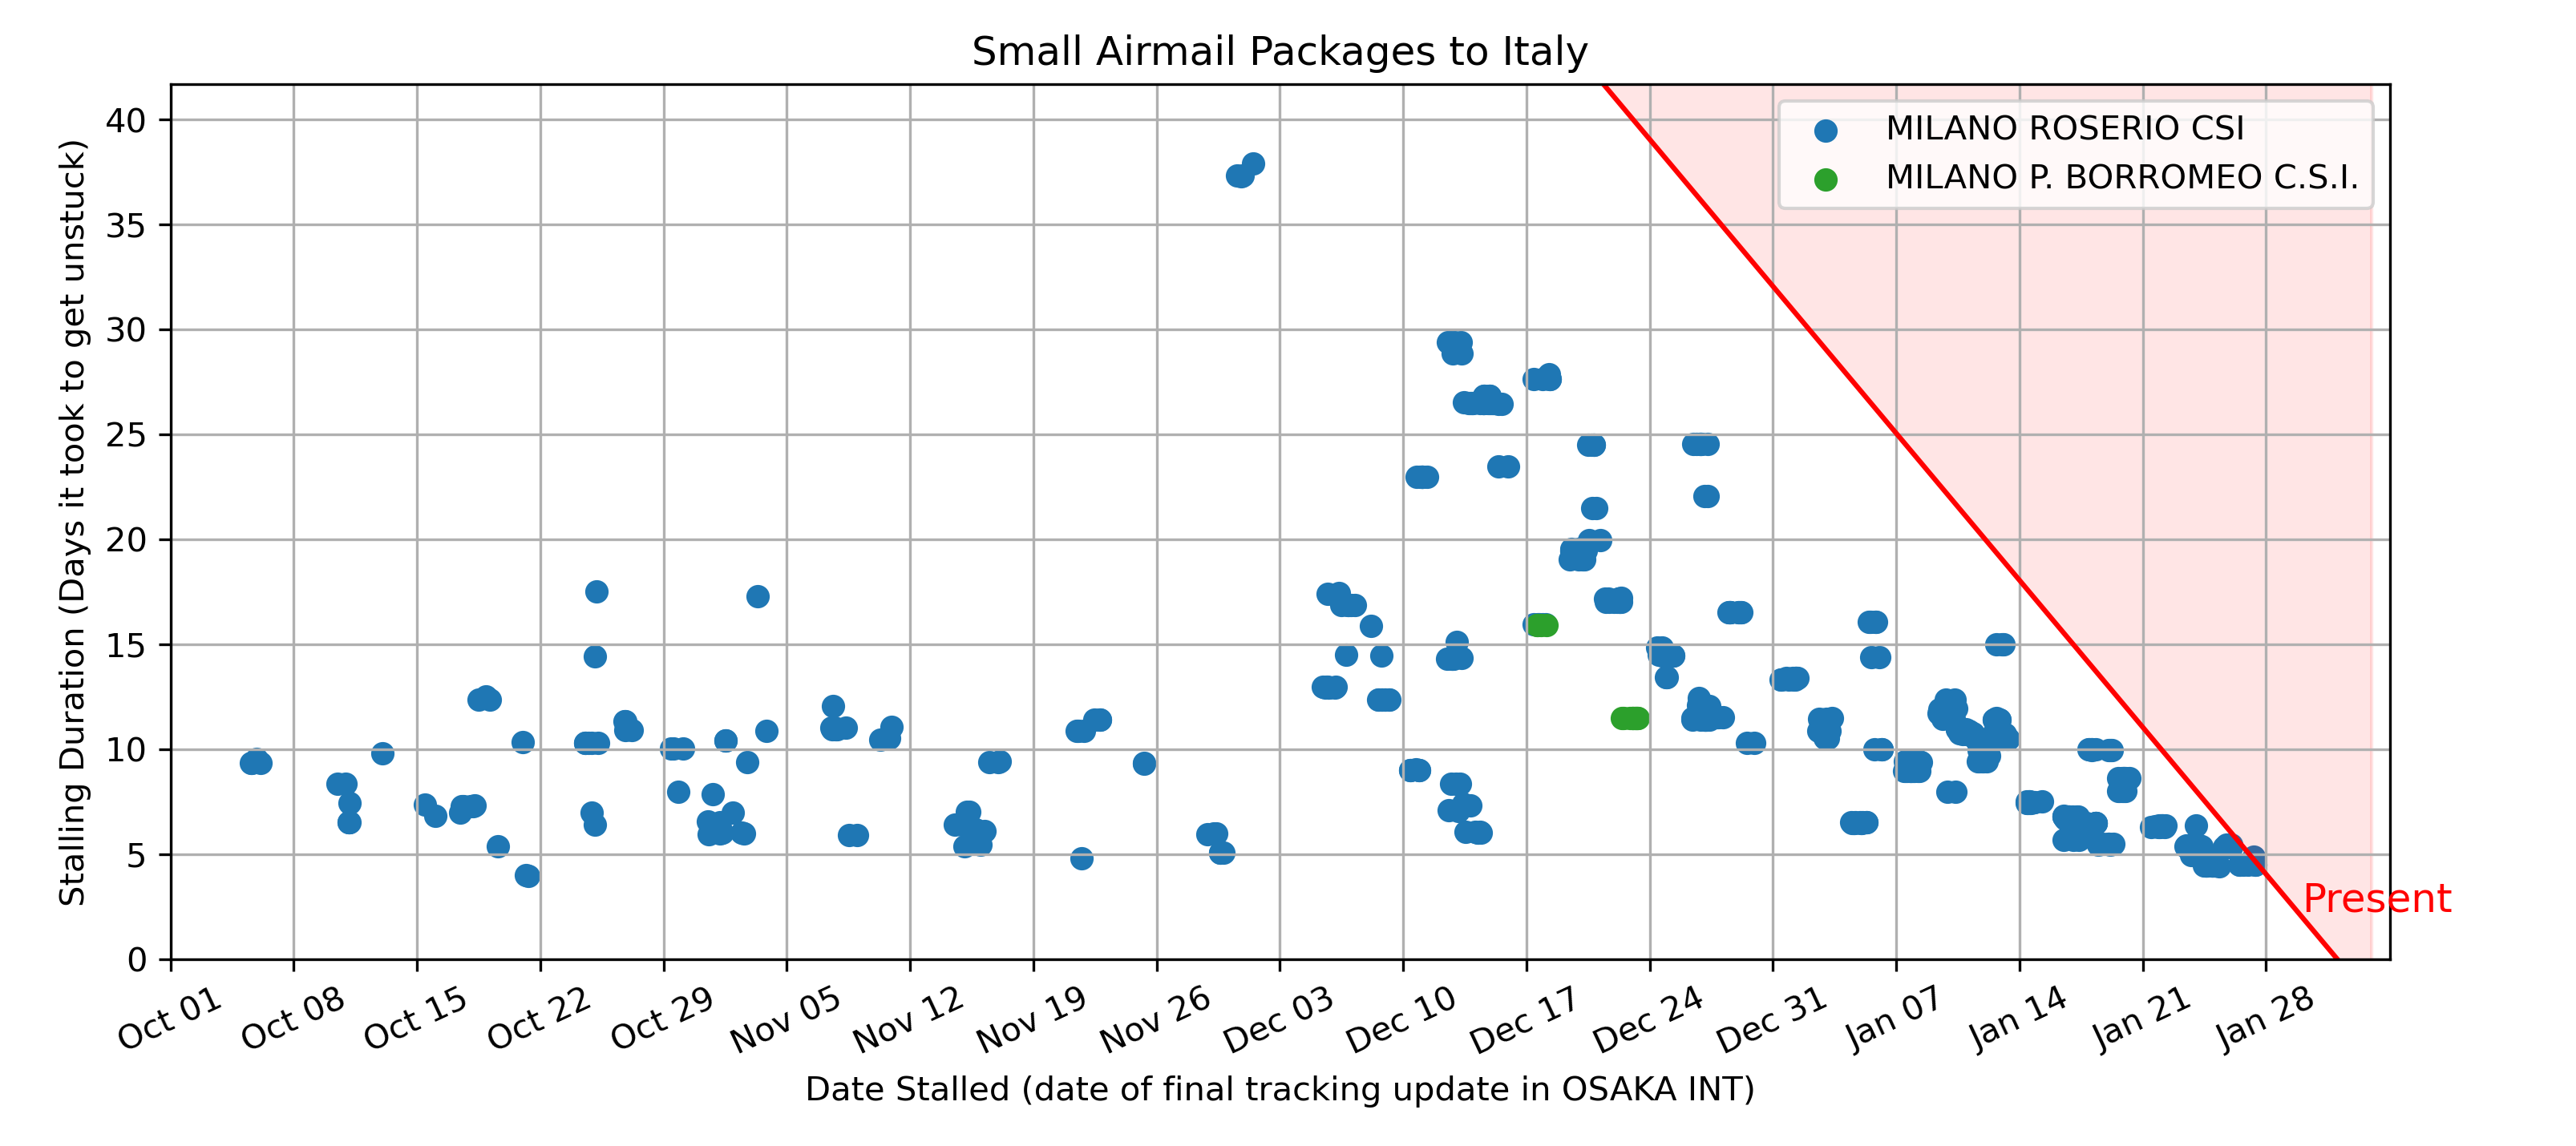 Small Airmail Packages to Italy
Stalling Duration (Days it took to get unstuck)
40
35
30
25
20
15
10
5
0
MILANO ROSERIO CSI
MILANO P. BORROMEO C.S.I.
Present
Oct 01
Oct 08
Oct 15
Oct 22
Oct 29
Nov 05
Nov 12
Nov 19
Nov 26
Dec 03
Dec 10
Dec 17
Dec 24
Dec 31
Jan 07
Jan 14
Jan 21
Jan 28
Date Stalled (date of final tracking update in OSAKA INT)